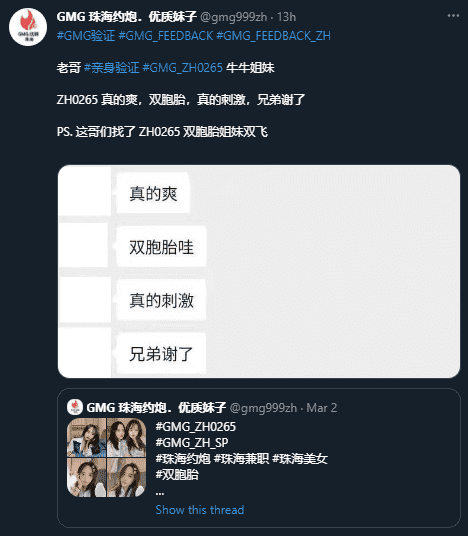 GMG 珠海约炮．优质妹子 @gmg999zh · 13h
#GMG验证 #GMG_FEEDBACK #GMG_FEEDBACK_ZH
老哥 #亲身验证 #GMG_ZH0265 牛牛姐妹
ZH0265 真的爽，双胞胎，真的刺激，兄弟谢了
PS. 这哥们找了 ZH0265 双胞胎姐妹双飞
真的爽
双胞胎哇
真的刺激
兄弟谢了
GMG 珠海约炮．优质妹子 @gmg999zh · Mar 2
#GMG_ZH0265
#GMG_ZH_SP
#珠海约炮 #珠海兼职 #珠海美女
#双胞胎
...
Show this thread